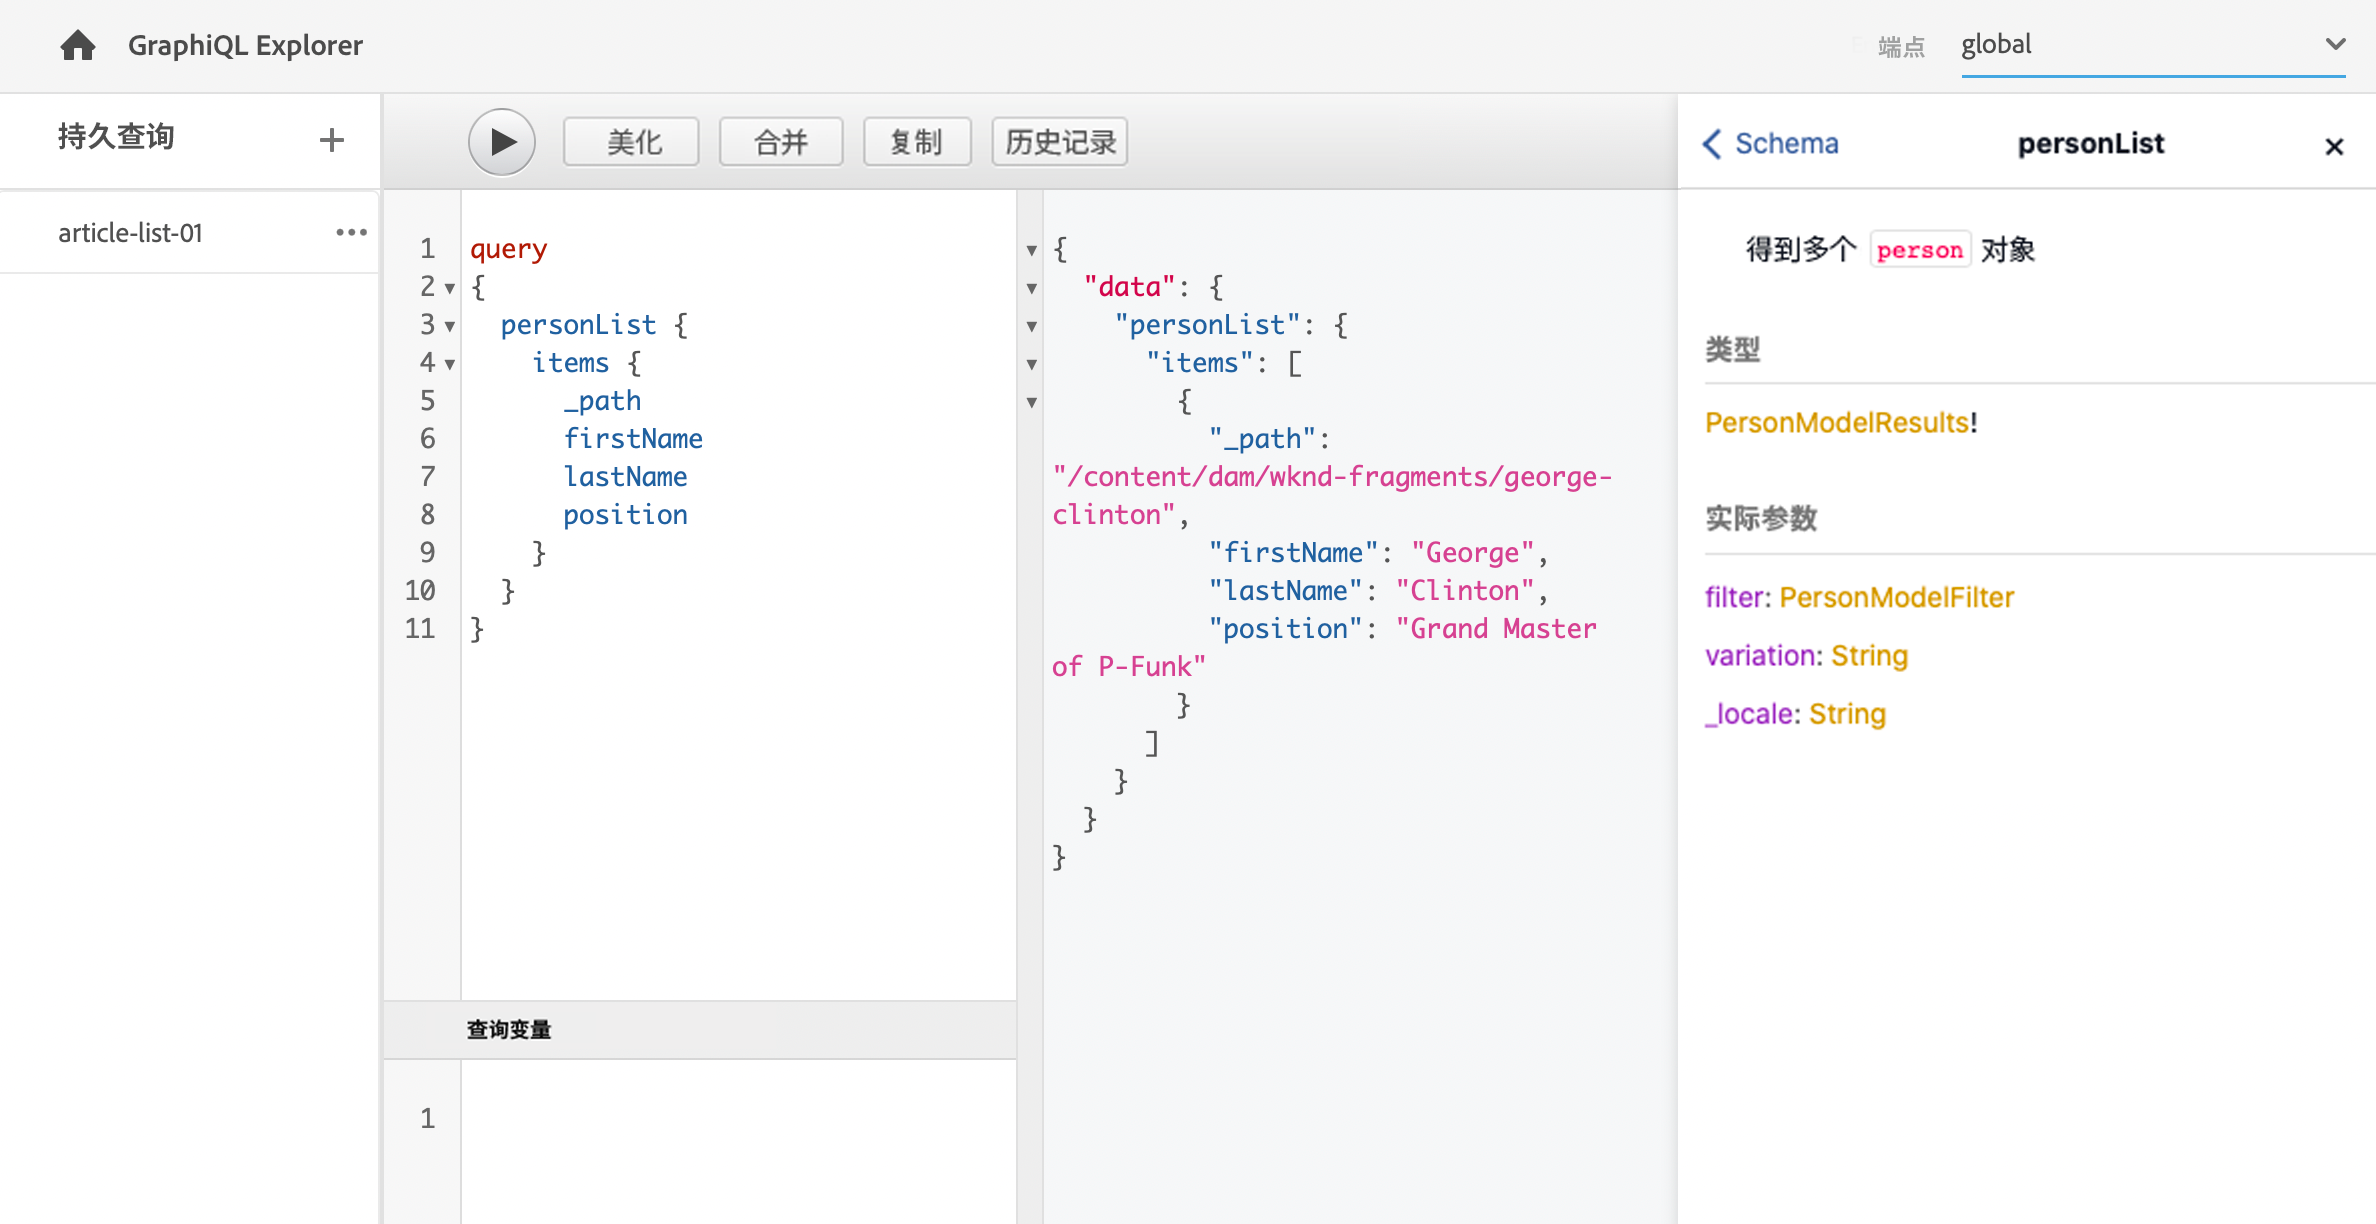 GraphiQL Explorer
端点 global
持久查询 +
article-list-01
美化 合并 复制 历史记录
1 query
2 {
3 personList {
4 items {
5 _path
6 firstName
7 lastName
8 position
9 }
10 }
11 }
查询变量
1
{
"data": {
"personList": {
"items": [
{
"_path":
"/content/dam/wknd-fragments/george-
clinton",
"firstName": "George",
"lastName": "Clinton",
"position": "Grand Master
of P-Funk"
}
]
}
}
}
Schema personList ×
得到多个 person 对象
类型
PersonModelResults!
实际参数
filter: PersonModelFilter
variation: String
_locale: String